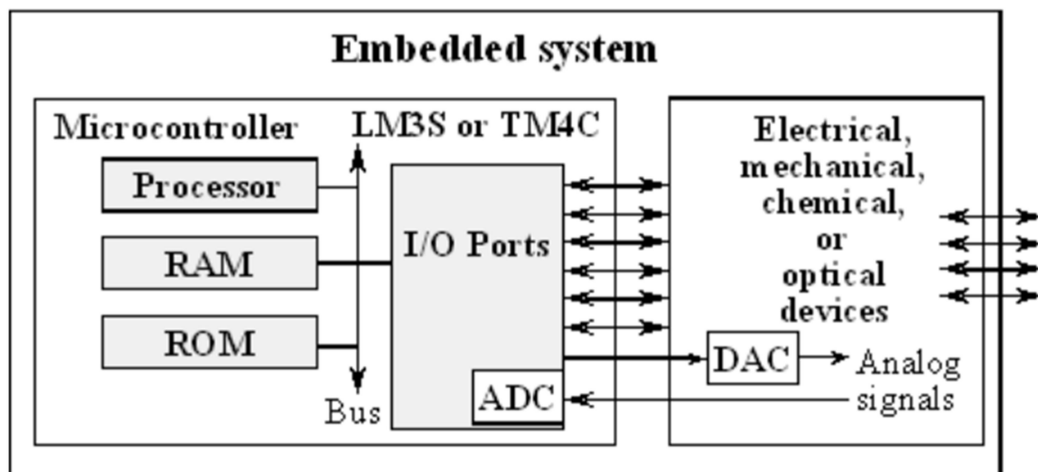 Embedded system
Microcontroller
LM3S or TM4C
Processor
RAM
ROM
Bus
I/O Ports
ADC
Electrical,
mechanical,
chemical,
or
optical
devices
DAC
Analog
signals